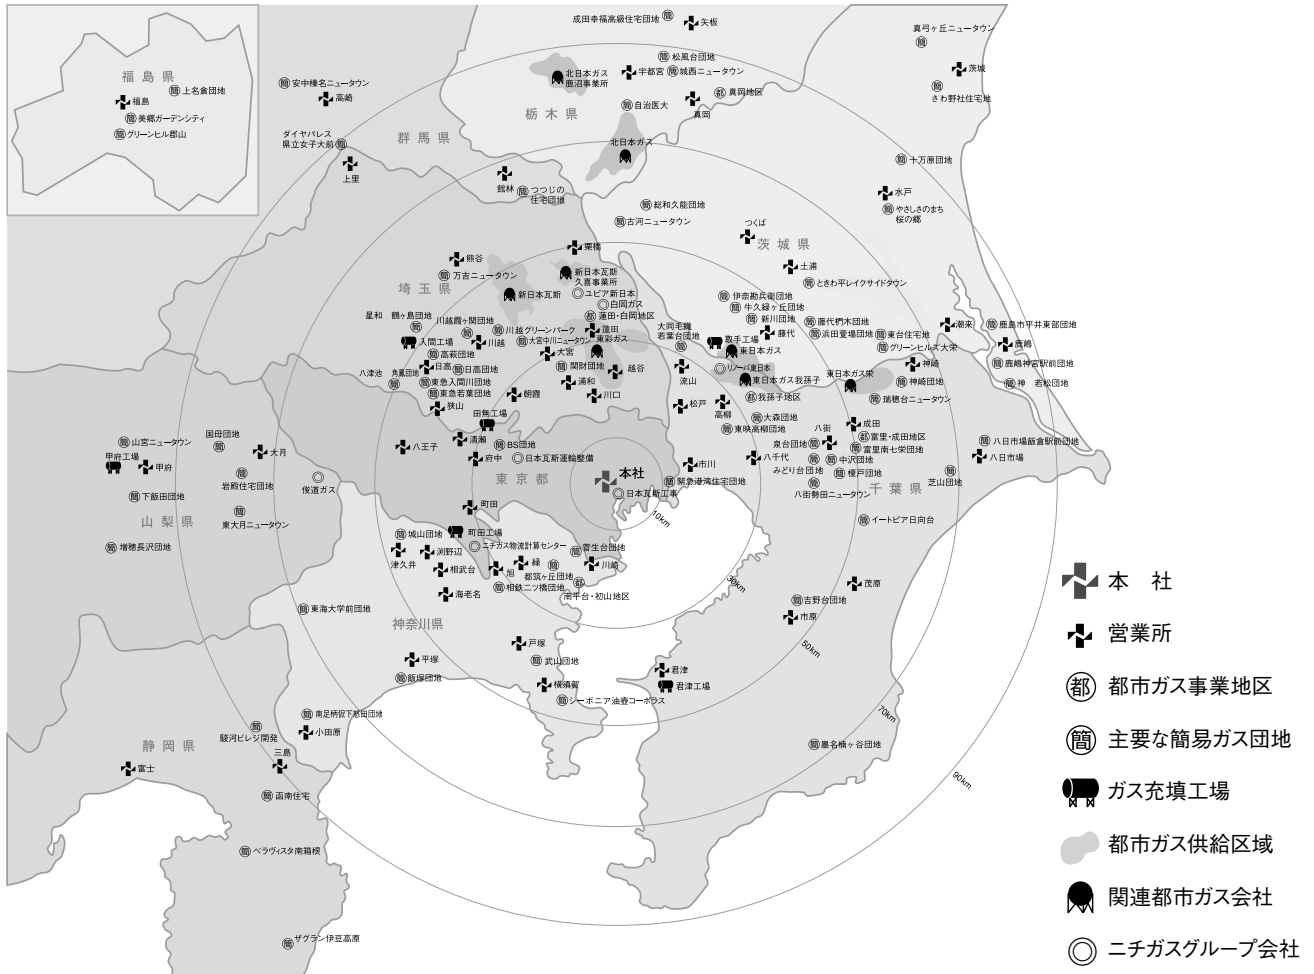 福島県
上名倉団地
福島
美郷ガーデンシティ
グリーンヒル郡山
成田幸福高級住宅団地
矢板
真弓ヶ丘ニュータウン
茨城
さわ野杜住宅地
北日本ガス
鹿沼事業所
松風台団地
宇都宮
城西ニュータウン
真岡地区
真岡
自治医大
栃木県
安中榛名ニュータウン
高崎
ダイヤパレス
県立女子大前
群馬県
上里
北日本ガス
十万原団地
水戸
やさしさのまち
桜の郷
館林
つつじの
住宅団地
総和久能団地
古河ニュータウン
つくば
茨城県
栗橋
熊谷
万吉ニュータウン
新日本瓦斯
久喜事業所
土浦
ときわ平レイクサイドタウン
埼玉県
新日本瓦斯
ユピア新日本
白岡ガス
蓮田・白岡地区
伊奈勘兵衛団地
牛久緑ヶ丘団地
新川団地
星和 鶴ヶ島団地
川越霞ヶ関団地
川越グリーンパーク
蓮田
大同毛織
若葉台団地
藤代
藤代椚木団地
浜田萱場団地
東台住宅地
グリーンヒルズ大栄
潮来
鹿島市平井東部団地
鹿嶋
入間工場
川越
大宮中川ニュータウン
東彩ガス
取手工場
東日本ガス
高萩団地
大宮
日高
日高団地
関財団地
越谷
流山
リノーバ東日本
東日本ガス我孫子
東日本ガス栄
神崎
鹿嶋神宮駅前団地
神 若松団地
八津池 角鳳団地
東急入間川団地
東急若葉団地
浦和
神崎団地
朝霞
川口
我孫子地区
瑞穂台ニュータウン
狭山
田無工場
松戸
高柳
大森団地
東映高柳団地
成田
八街
富里・成田地区
泉台団地
富里南七栄団地
八日市場飯倉駅前団地
八日市場
山宮ニュータウン
国母団地
大月
甲府工場
甲府
八王子
清瀬
BS団地
府中
日本瓦斯運輸整備
市川
八千代
みどり台団地
中沢団地
榎戸団地
芝山団地
千葉県
岩殿住宅団地
俊道ガス
東京都
本社
日本瓦斯工事
緊急港湾住宅団地
八街勢田ニュータウン
下飯田団地
山梨県
東大月ニュータウン
増穂長沢団地
町田
町田工場
10km
イートピア日向台
城山団地
ニチガス物流計算センター
菅生台団地
津久井
渕野辺
緑
川崎
相武台
旭
都筑ヶ丘団地
相鉄二ツ橋団地
南平台・初山地区
海老名
30km
茂原
東海大学前団地
吉野台団地
市原
神奈川県
戸塚
50km
平塚
武山団地
君津
飯塚団地
横須賀
君津工場
シーボニア油壺コーポラス
南足柄促下怒田団地
70km
駿河ビレジ開発
小田原
静岡県
三島
墨名楠ヶ谷団地
富士
90km
函南住宅
ベラヴィスタ南箱根
ザグラン伊豆高原
本 社
営業所
都市ガス事業地区
主要な簡易ガス団地
ガス充填工場
都市ガス供給区域
関連都市ガス会社
ニチガスグループ会社